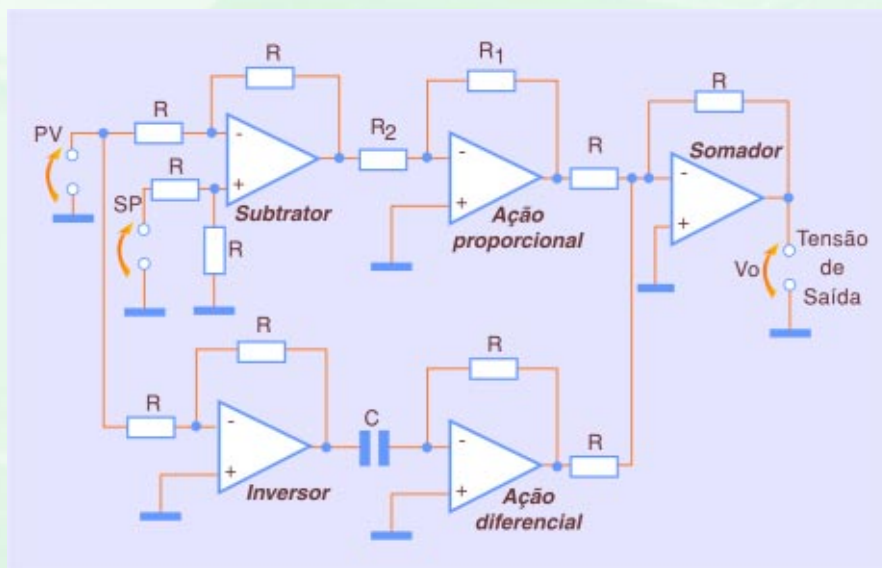 R
R₁
PV
R
-
+
Subtrator
R₂
-
+
Ação
proporcional
R
R
Somador
-
+
SP
R
R
Vo
Tensão
de
Saída
R
R
-
+
Inversor
C
R
-
+
Ação
diferencial
R